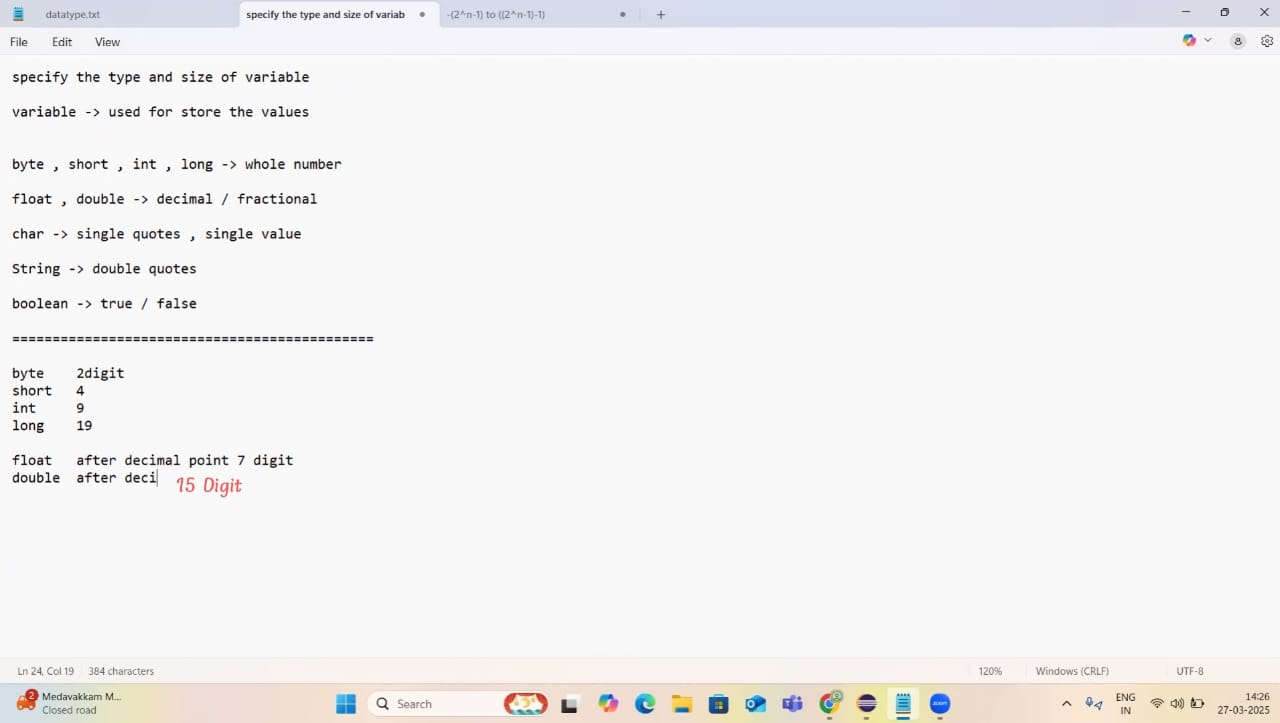 datatype.txt
specify the type and size of variab
-(2^n-1) to ((2^n-1)-1)
File Edit View
specify the type and size of variable
variable -> used for store the values
byte , short , int , long -> whole number
float , double -> decimal / fractional
char -> single quotes , single value
String -> double quotes
boolean -> true / false
=============================================
byte 2digit
short 4
int 9
long 19
float after decimal point 7 digit
double after deci 15 Digit
Ln 24, Col 19 384 characters 120% Windows (CRLF) UTF-8
2
Medavakkam M...
Closed road
Search
zoom
ENG
IN
14:26
27-03-2025